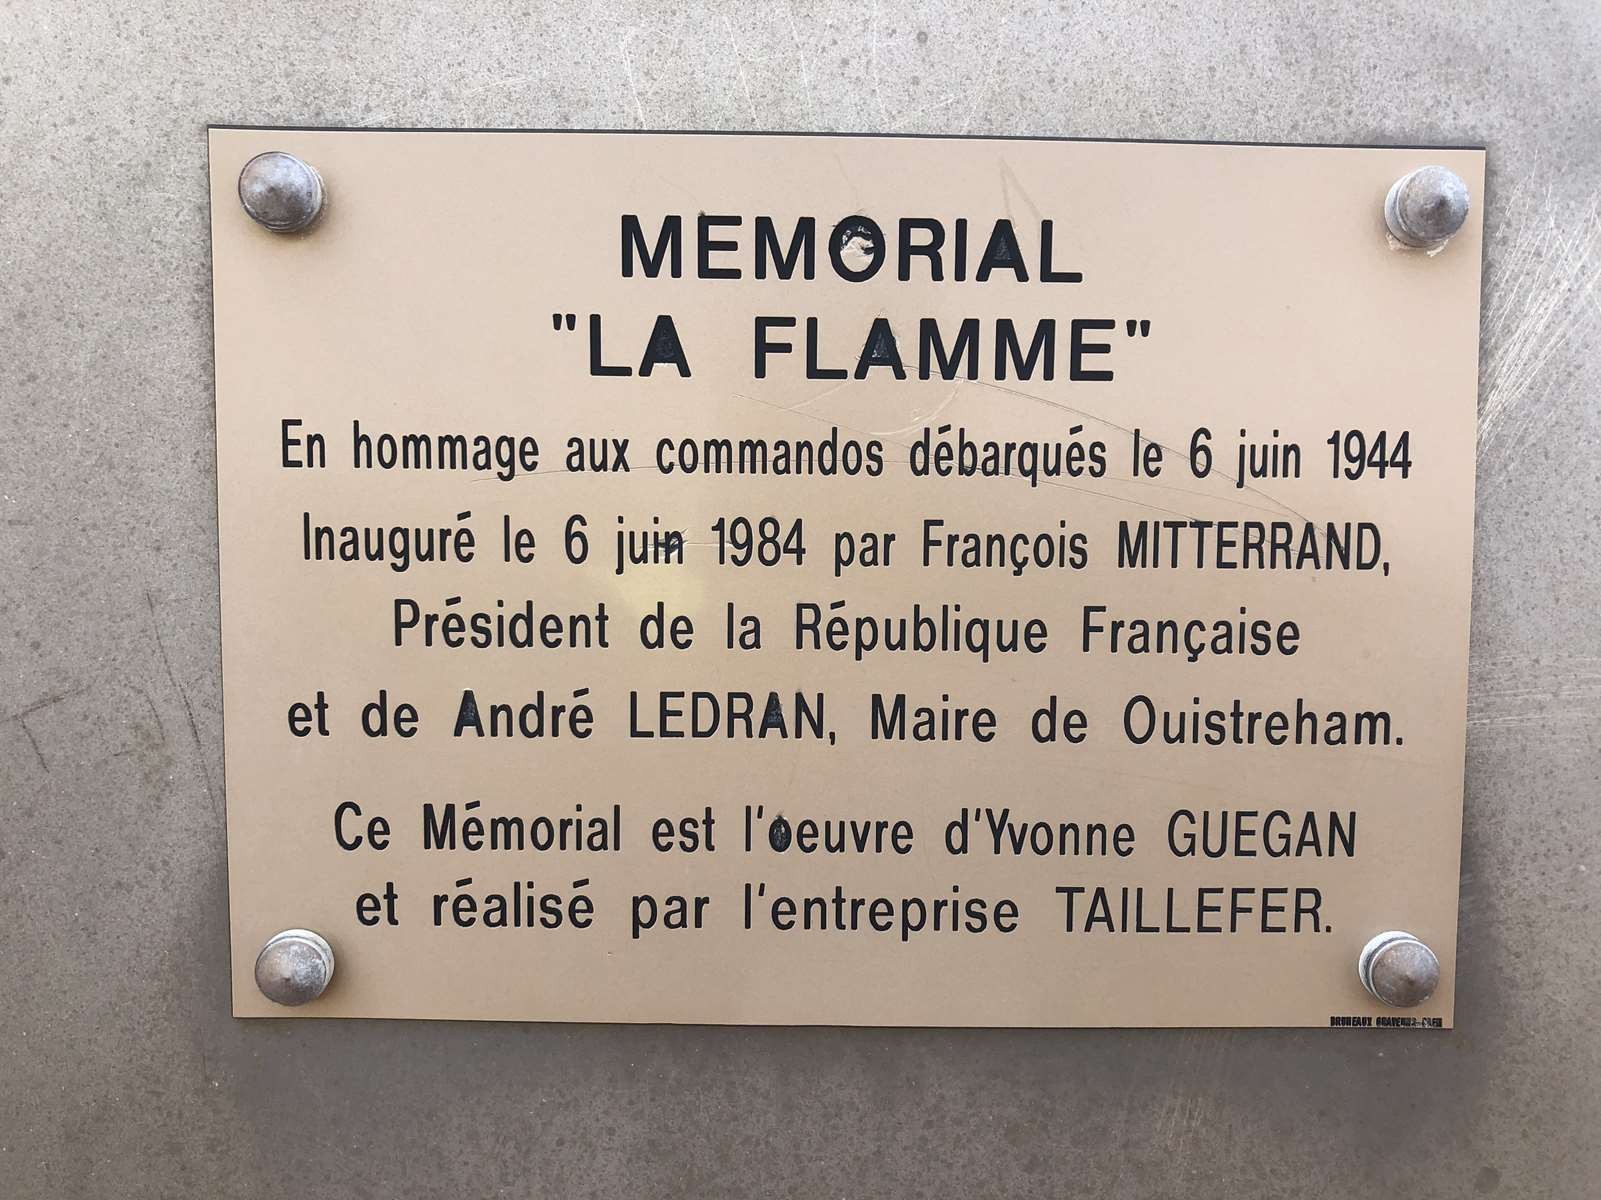 MEMORIAL
"LA FLAMME"
En hommage aux commandos débarqués le 6 juin 1944
Inauguré le 6 juin 1984 par François MITTERRAND,
Président de la République Française
et de André LEDRAN, Maire de Ouistreham.
Ce Mémorial est l'oeuvre d'Yvonne GUEGAN
et réalisé par l'entreprise TAILLEFER.